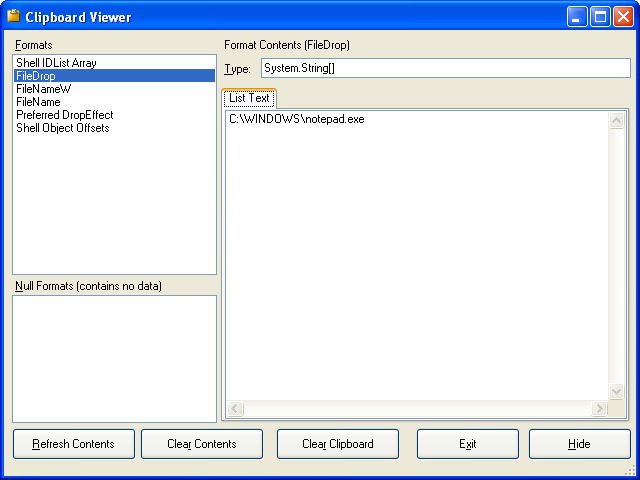 Clipboard Viewer
Formats
Shell IDList Array
FileDrop
FileNameW
FileName
Preferred DropEffect
Shell Object Offsets
Null Formats (contains no data)
Format Contents (FileDrop)
Type: System.String[]
List Text
C:\WINDOWS\notepad.exe
Refresh Contents
Clear Contents
Clear Clipboard
Exit
Hide